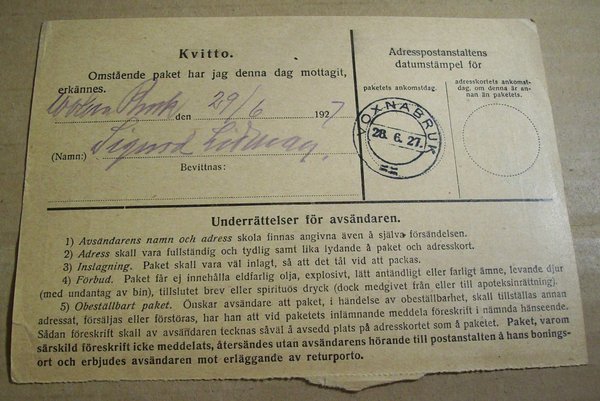 Kvitto.
Omstående paket har jag denna dag mottagit,
erkännes.
Voxna Bruk den 29/6 1927
(Namn:) Sigurd
Bevittnas:
Adresspostanstaltens
datumstämpel för
paketets ankomstdag.
adresskortets ankomst-
dag, om denna är an-
nan än paketets.
VOXNABRUK
28.6.27.
Underrättelser för avsändaren.
1) Avsändarens namn och adress skola finnas angivna även å själva försändelsen.
2) Adress skall vara fullständig och tydlig samt lika lydande å paket och adresskort.
3) Inslagning. Paket skall vara väl inlagt, så att det tål vid att packas.
4) Förbud. Paket får ej innehålla eldfarlig olja, explosivt, lätt antändligt eller farligt ämne, levande djur
(med undantag av bin), tillslutet brev eller spirituös dryck (dock medgivet från eller till apoteksinrättning).
5) Obeställbart paket. Önskar avsändare att paket, i händelse av obeställbarhet, skall tillställas annan
adressat, försäljas eller förstöras, har han att vid paketets inlämnande meddela föreskrift i nämnda hänseende.
Sådan föreskrift skall av avsändaren tecknas såväl å avsedd plats på adresskortet som å paketet. Paket, varom
särskild föreskrift icke meddelats, återsändes utan avsändarens hörande till postanstalten å hans bonings-
ort och erbjudes avsändaren mot erläggande av returporto.